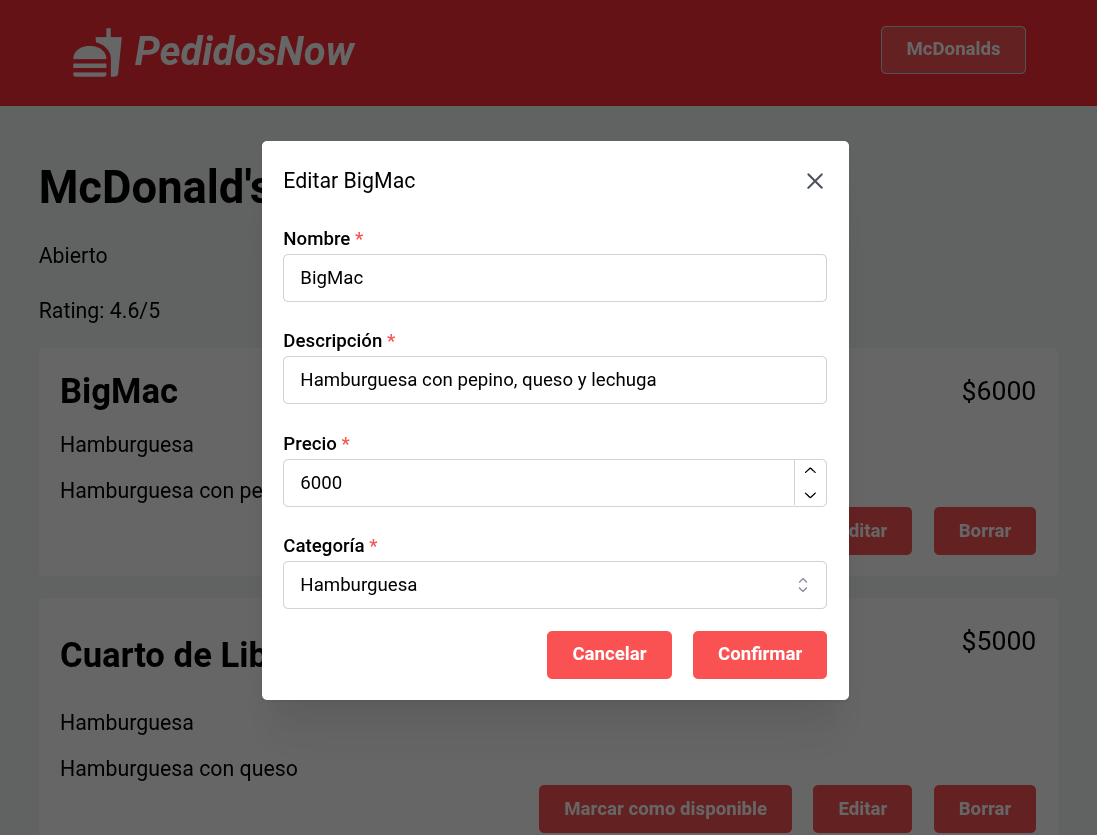 PedidosNow
McDonalds
McDonald's
Abierto
Rating: 4.6/5
BigMac
$6000
Hamburguesa
Hamburguesa con pe
ditar
Borrar
Editar BigMac
Nombre *
BigMac
Descripción *
Hamburguesa con pepino, queso y lechuga
Precio *
6000
Categoría *
Hamburguesa
Cancelar
Confirmar
Cuarto de Lib
$5000
Hamburguesa
Hamburguesa con queso
Marcar como disponible
Editar
Borrar